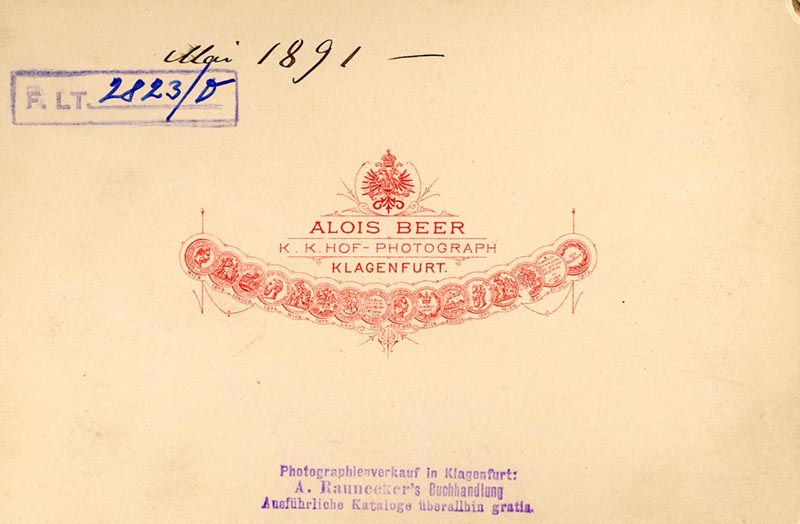 Mai 1891 —
F. LT. 2823/D
ALOIS BEER
K. K. HOF-PHOTOGRAPH
KLAGENFURT.
Photographienverkauf in Klagenfurt:
A. Raunecker's Buchhandlung
Ausführliche Kataloge überallhin gratis.